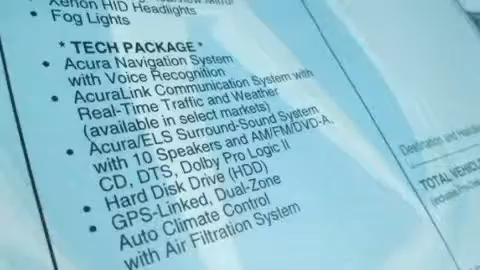 Xenon HID Headlights
• Fog Lights
* TECH PACKAGE *
• Acura Navigation System
with Voice Recognition
• AcuraLink Communication System with
Real-Time Traffic and Weather
(available in select markets)
• Acura/ELS Surround-Sound System
with 10 Speakers and AM/FM/DVD-A,
CD, DTS, Dolby Pro Logic II
• Hard Disk Drive (HDD)
• GPS-Linked, Dual-Zone
Auto Climate Control
with Air Filtration System
Destination and
TOTAL